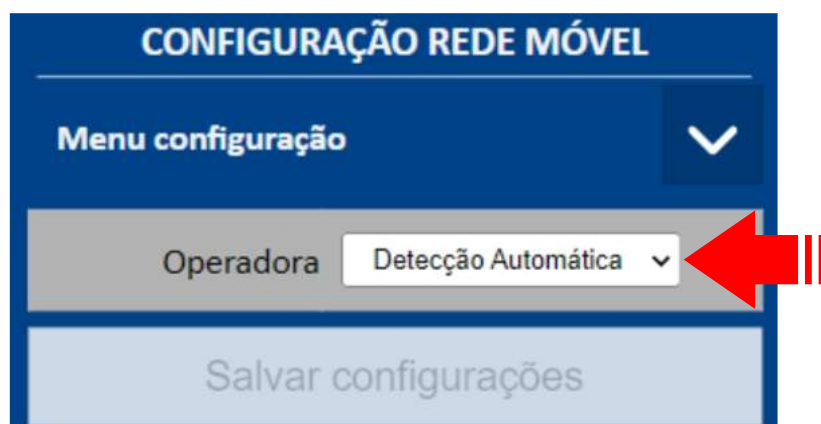 CONFIGURAÇÃO REDE MÓVEL
Menu configuração
Operadora Detecção Automática
Salvar configurações